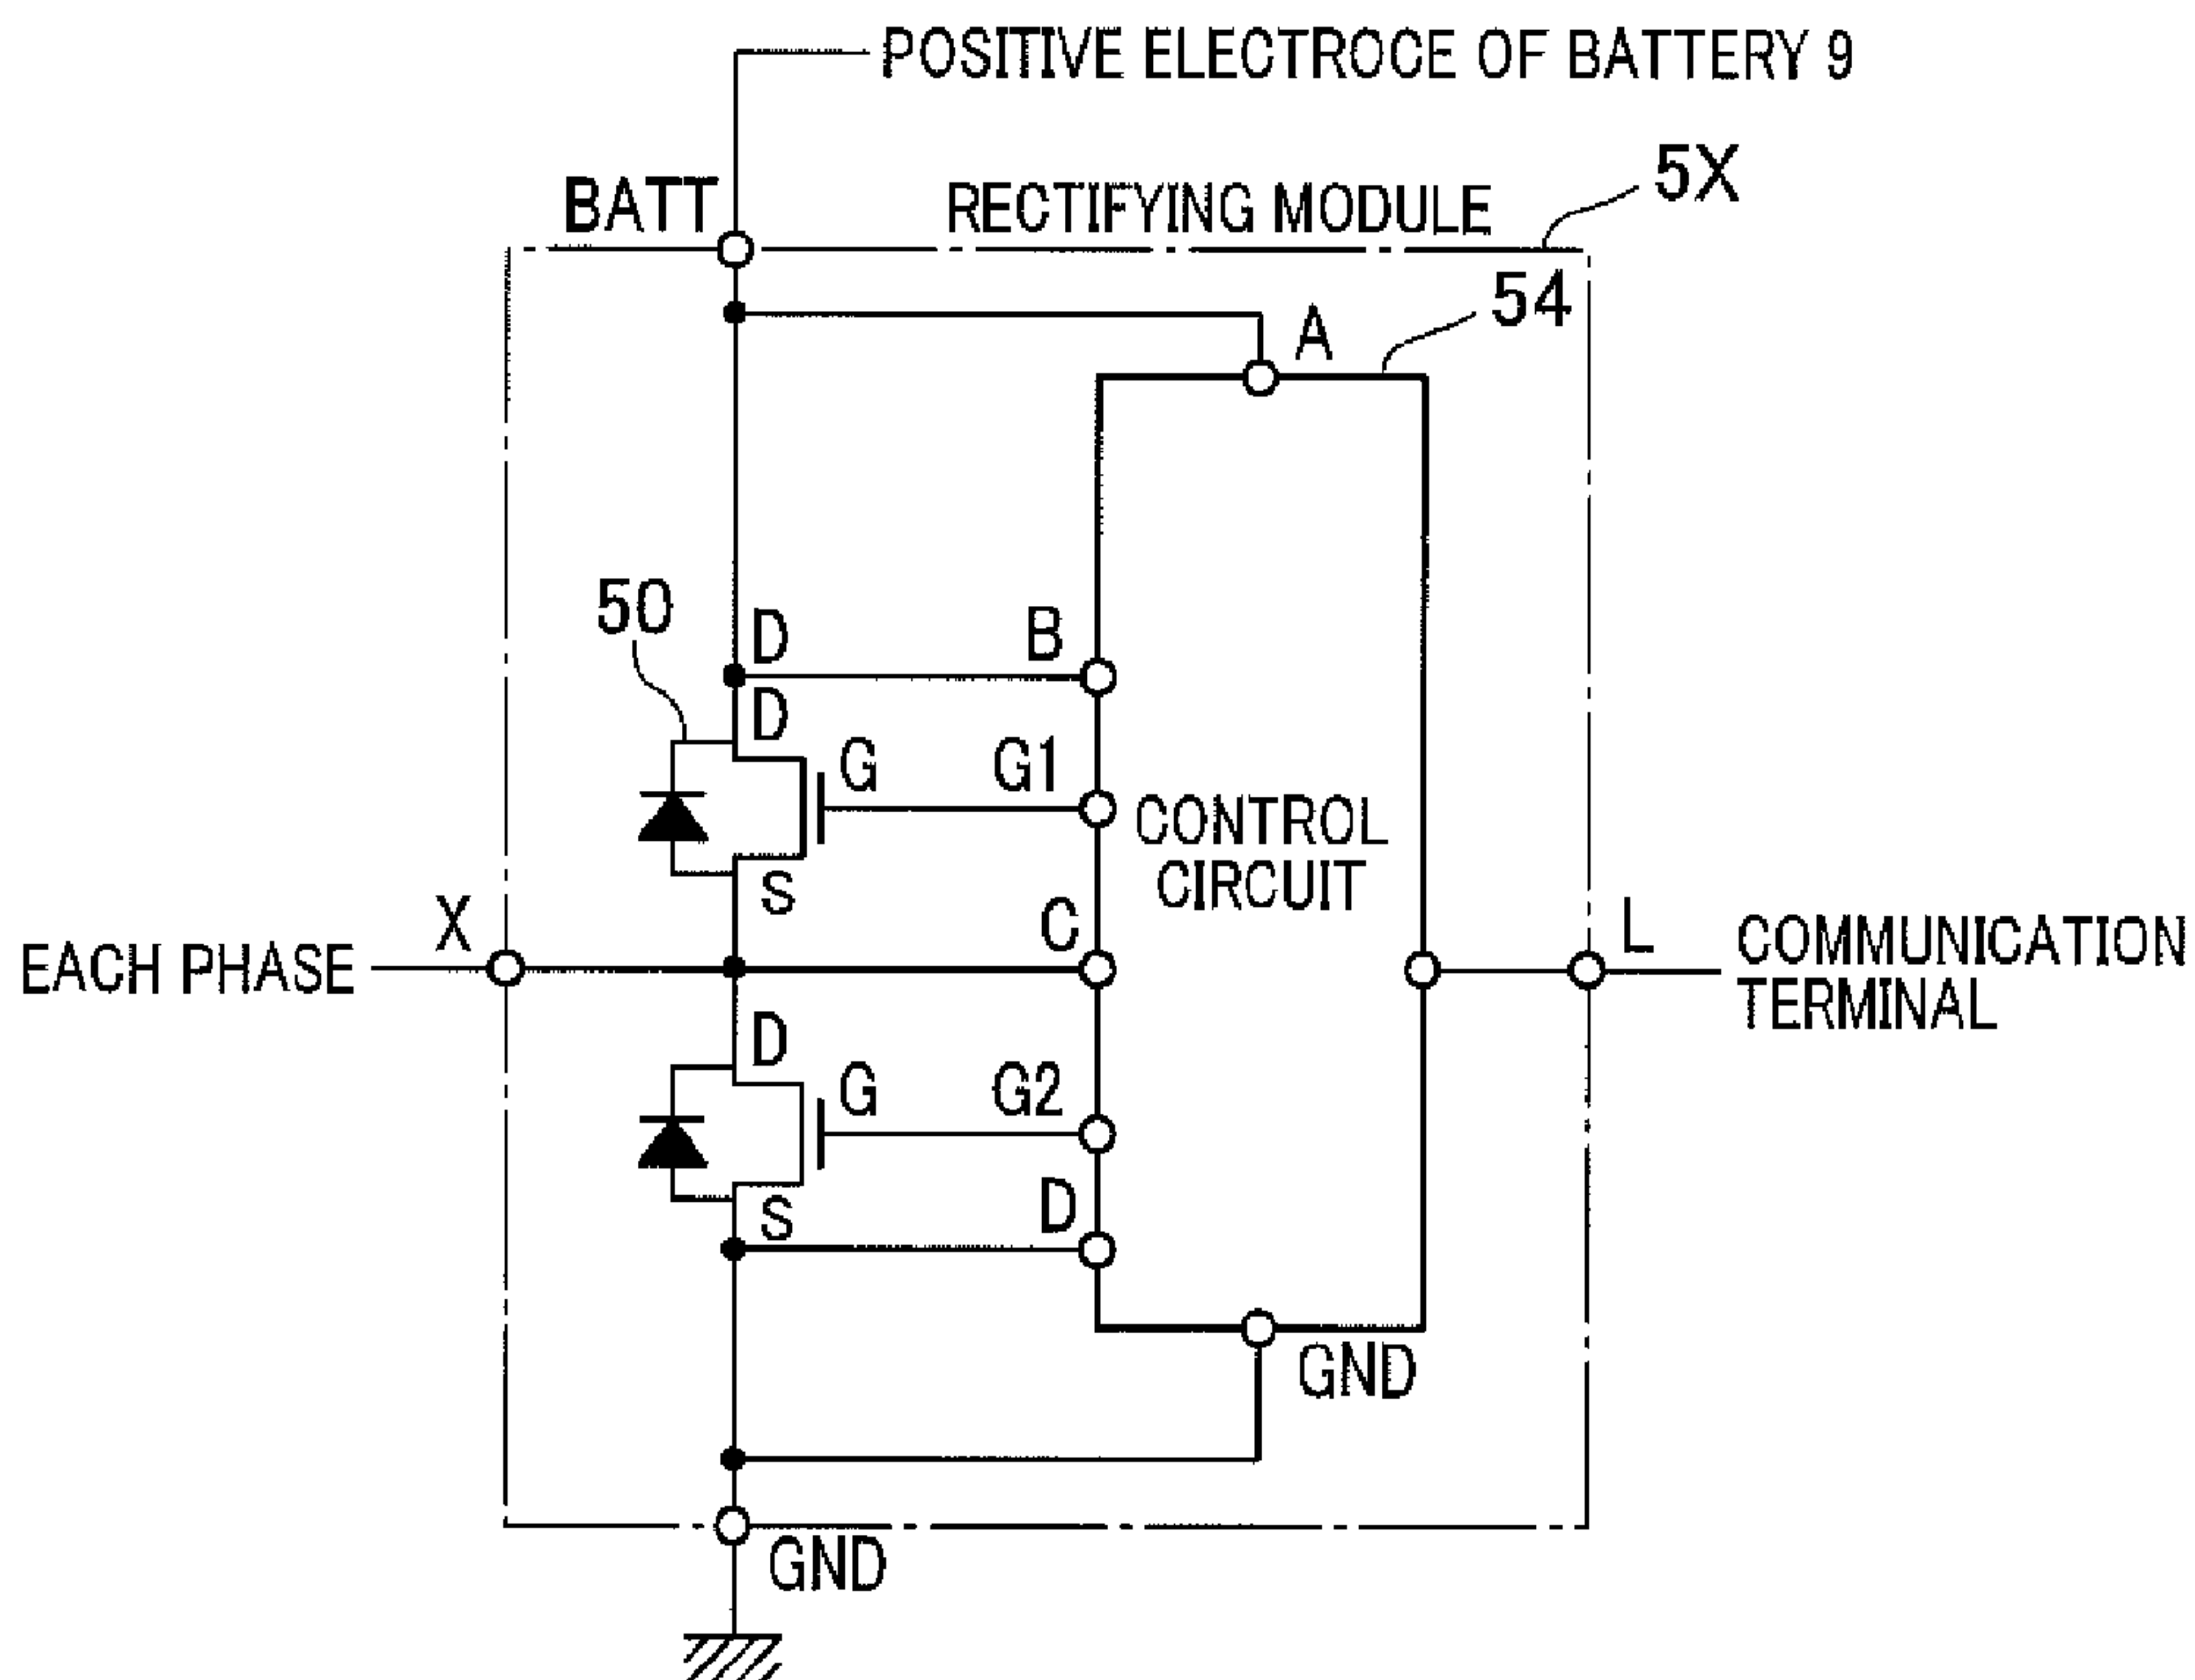 POSITIVE ELECTROCE OF BATTERY 9
5X
BATT
RECTIFYING MODULE
54
A
50
D
B
D
G
G1
CONTROL
CIRCUIT
S
X
C
L
EACH PHASE
COMMUNICATION
TERMINAL
D
G
G2
D
S
GND
GND